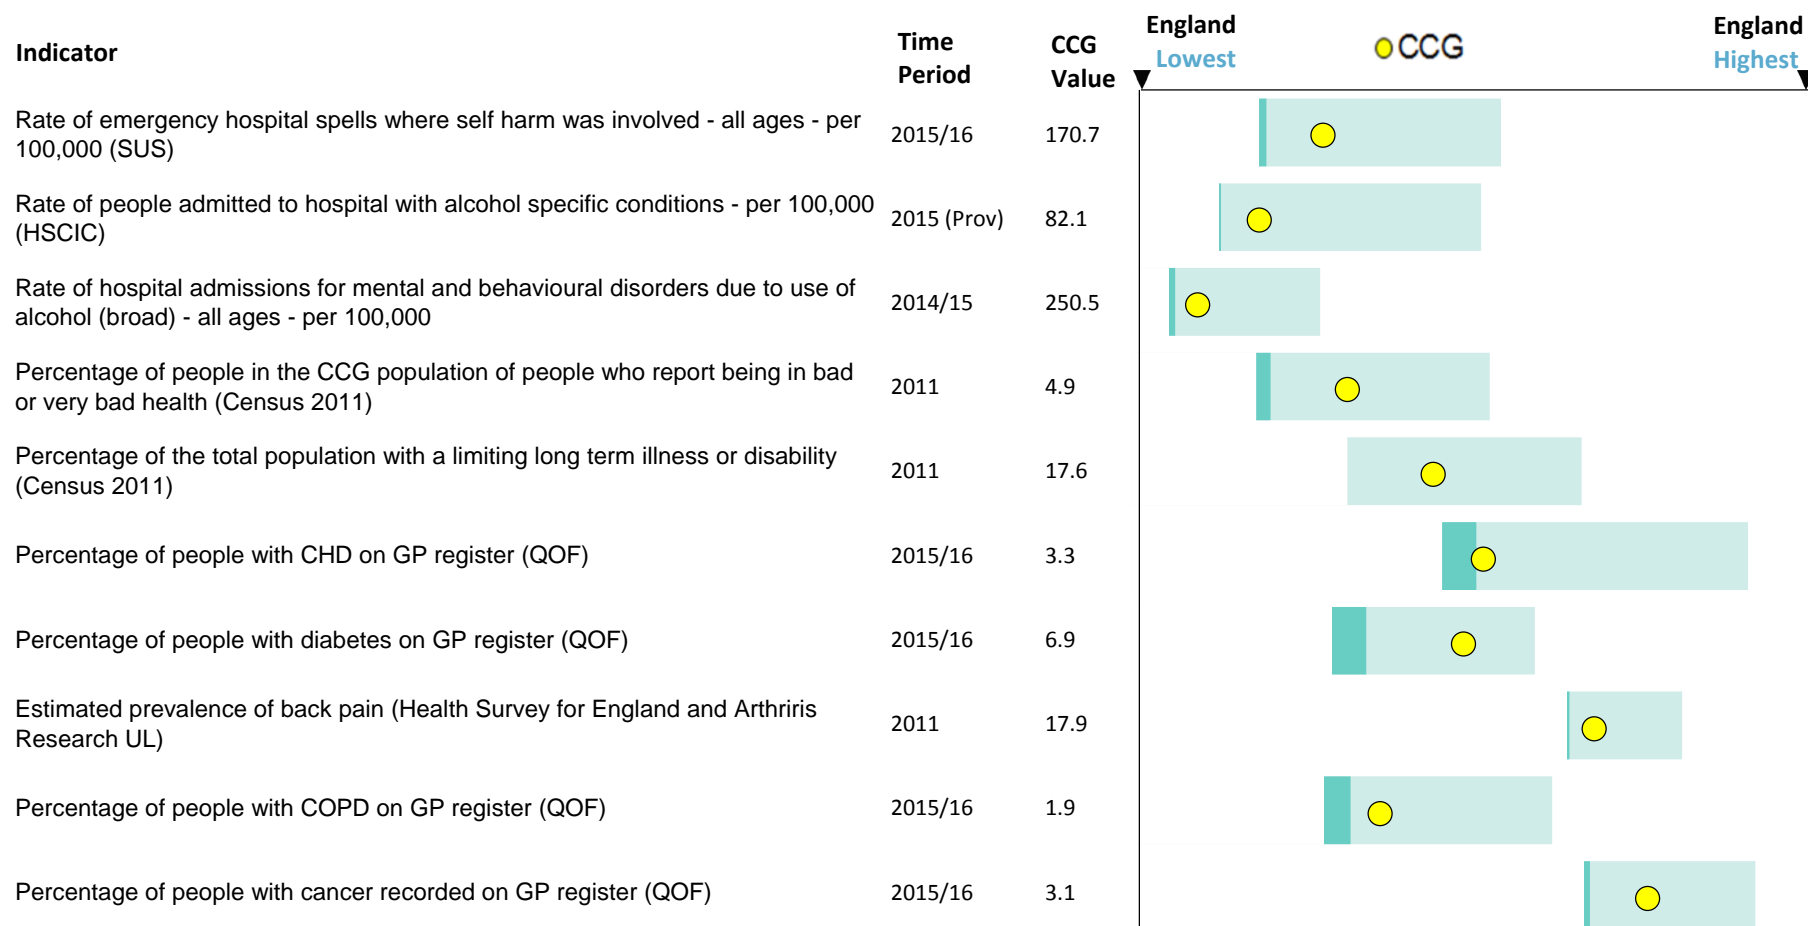 Indicator
Time
Period
CCG
Value
England
Lowest
CCG
England
Highest
Rate of emergency hospital spells where self harm was involved - all ages - per
100,000 (SUS)
2015/16
170.7
Rate of people admitted to hospital with alcohol specific conditions - per 100,000
(HSCIC)
2015 (Prov)
82.1
Rate of hospital admissions for mental and behavioural disorders due to use of
alcohol (broad) - all ages - per 100,000
2014/15
250.5
Percentage of people in the CCG population of people who report being in bad
or very bad health (Census 2011)
2011
4.9
Percentage of the total population with a limiting long term illness or disability
(Census 2011)
2011
17.6
Percentage of people with CHD on GP register (QOF)
2015/16
3.3
Percentage of people with diabetes on GP register (QOF)
2015/16
6.9
Estimated prevalence of back pain (Health Survey for England and Arthriris
Research UL)
2011
17.9
Percentage of people with COPD on GP register (QOF)
2015/16
1.9
Percentage of people with cancer recorded on GP register (QOF)
2015/16
3.1